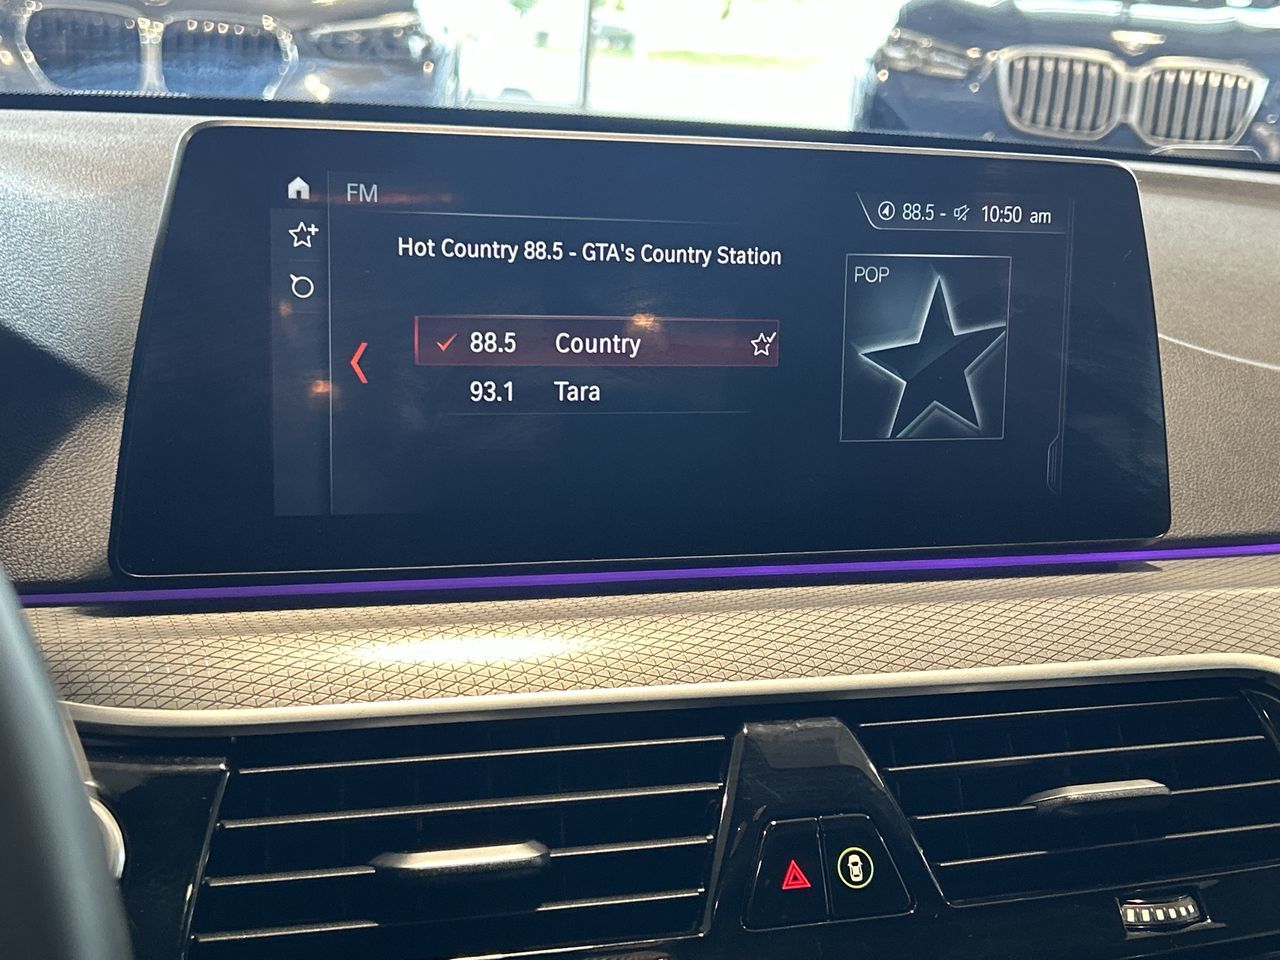 FM
88.5 - 10:50 am
Hot Country 88.5 - GTA's Country Station
POP
88.5 Country
93.1 Tara